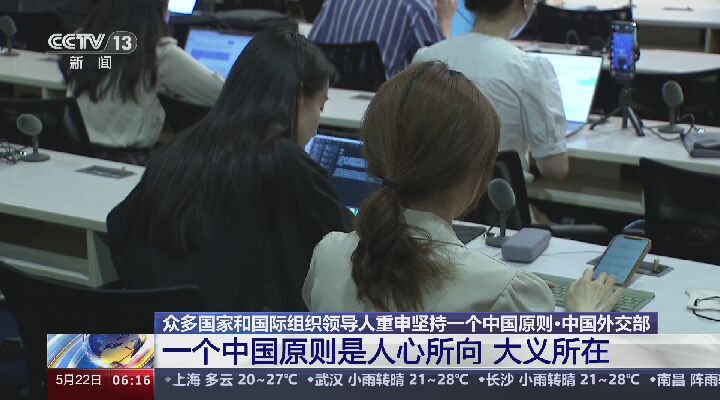 CCTV 13
新闻
众多国家和国际组织领导人重申坚持一个中国原则·中国外交部
一个中国原则是人心所向 大义所在
5月22日 06:16 •上海 多云 20~27℃ •武汉 小雨转晴 21~28℃ •长沙 小雨转晴 21~28℃ •南昌 阵雨